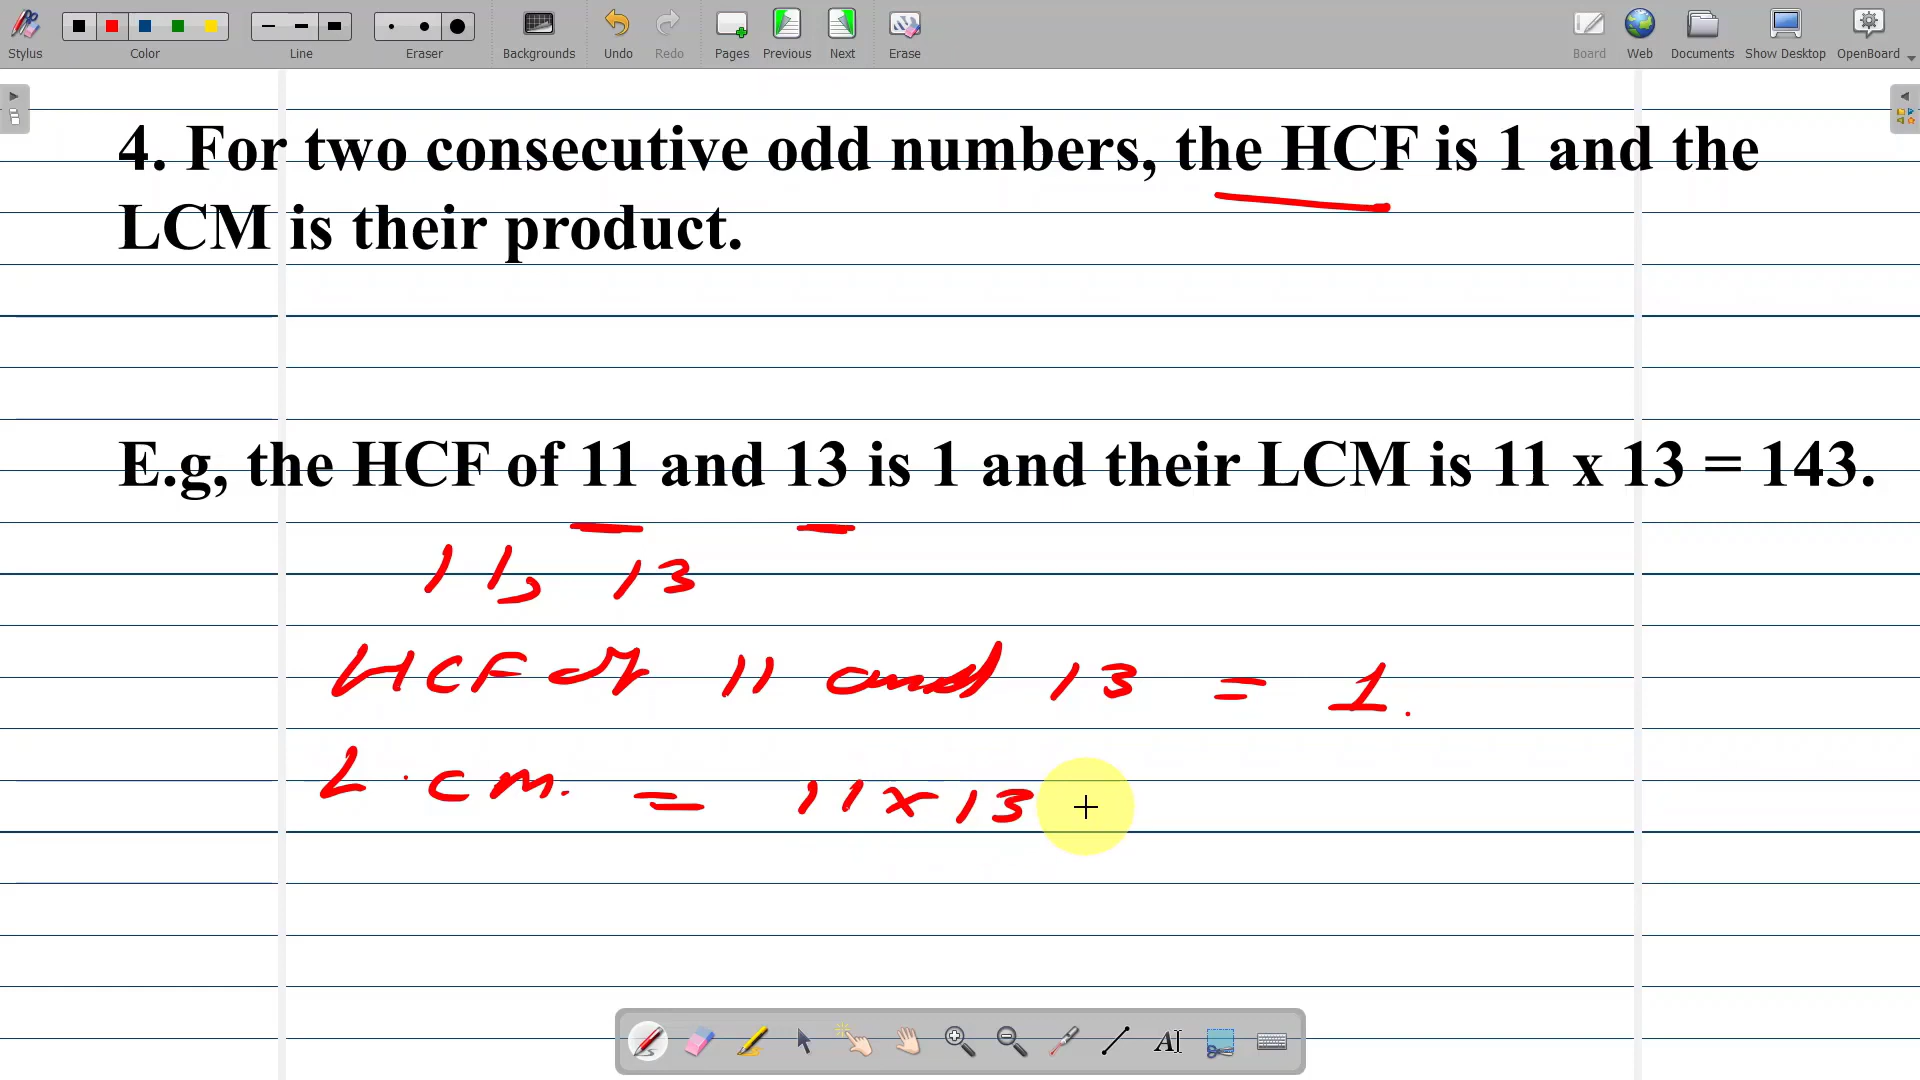 Stylus Color Line Eraser Backgrounds Undo Redo Pages Previous Next Erase Board Web Documents Show Desktop OpenBoard
4. For two consecutive odd numbers, the HCF is 1 and the
LCM is their product.
E.g, the HCF of 11 and 13 is 1 and their LCM is 11 x 13 = 143.
11, 13
HCF of 11 and 13 = 1.
L.cm. = 11x13